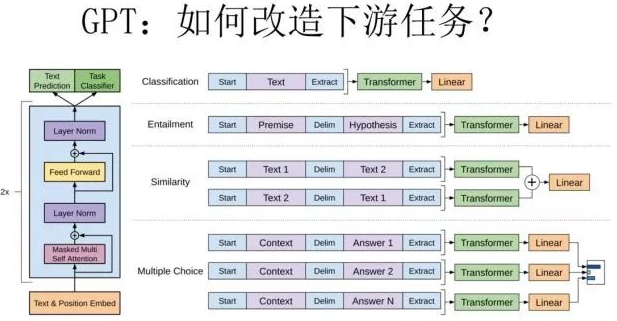 GPT：如何改造下游任务？
Text Prediction
Task Classifier
Layer Norm
+
Feed Forward
2x
Layer Norm
+
Masked Multi Self Attention
Text & Position Embed
Classification Start Text Extract Transformer Linear
Entailment Start Premise Delim Hypothesis Extract Transformer Linear
Similarity
Start Text 1 Delim Text 2 Extract Transformer
+ Linear
Start Text 2 Delim Text 1 Extract Transformer
Multiple Choice
Start Context Delim Answer 1 Extract Transformer Linear
Start Context Delim Answer 2 Extract Transformer Linear
Start Context Delim Answer N Extract Transformer Linear